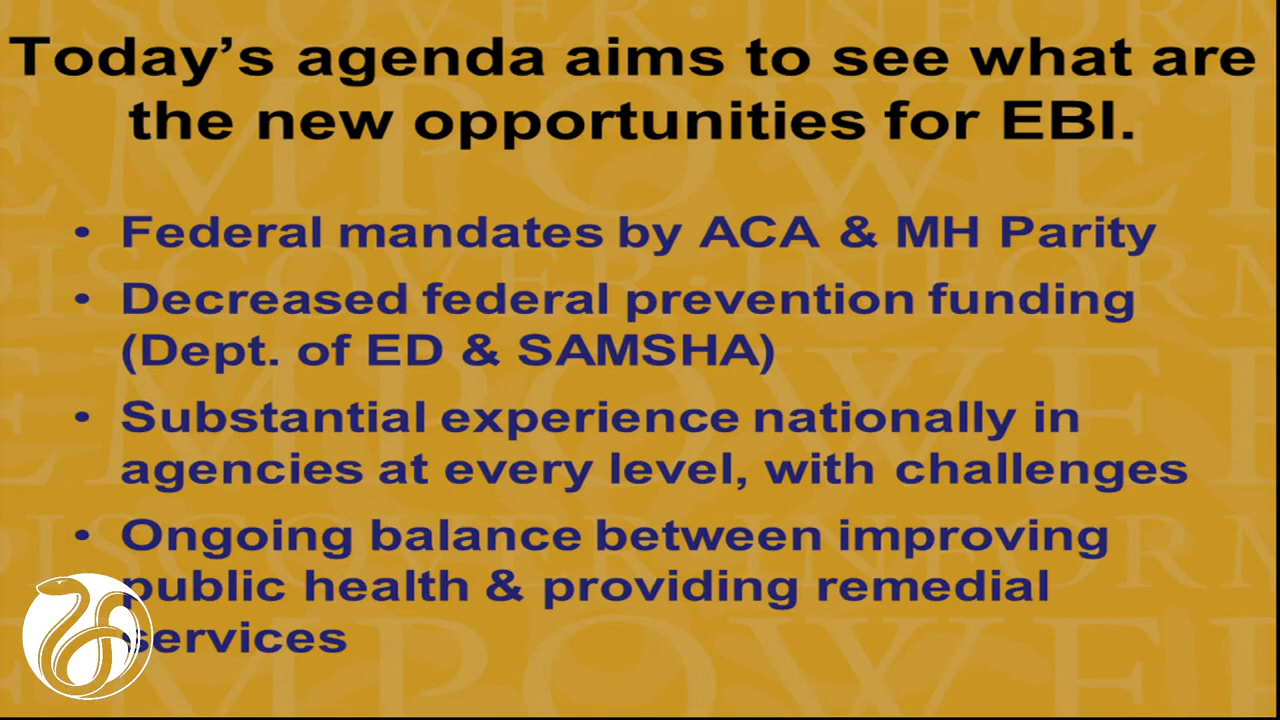 Today's agenda aims to see what are
the new opportunities for EBI.
• Federal mandates by ACA & MH Parity
• Decreased federal prevention funding
(Dept. of ED & SAMSHA)
• Substantial experience nationally in
agencies at every level, with challenges
• Ongoing balance between improving
public health & providing remedial
services